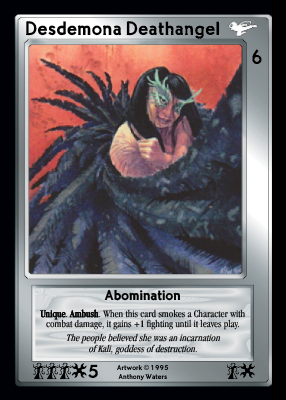 Desdemona Deathangel
6
Abomination
Unique. Ambush. When this card smokes a Character with
combat damage, it gains +1 fighting until it leaves play.
The people believed she was an incarnation
of Kali, goddess of destruction.
5
Artwork © 1995
Anthony Waters